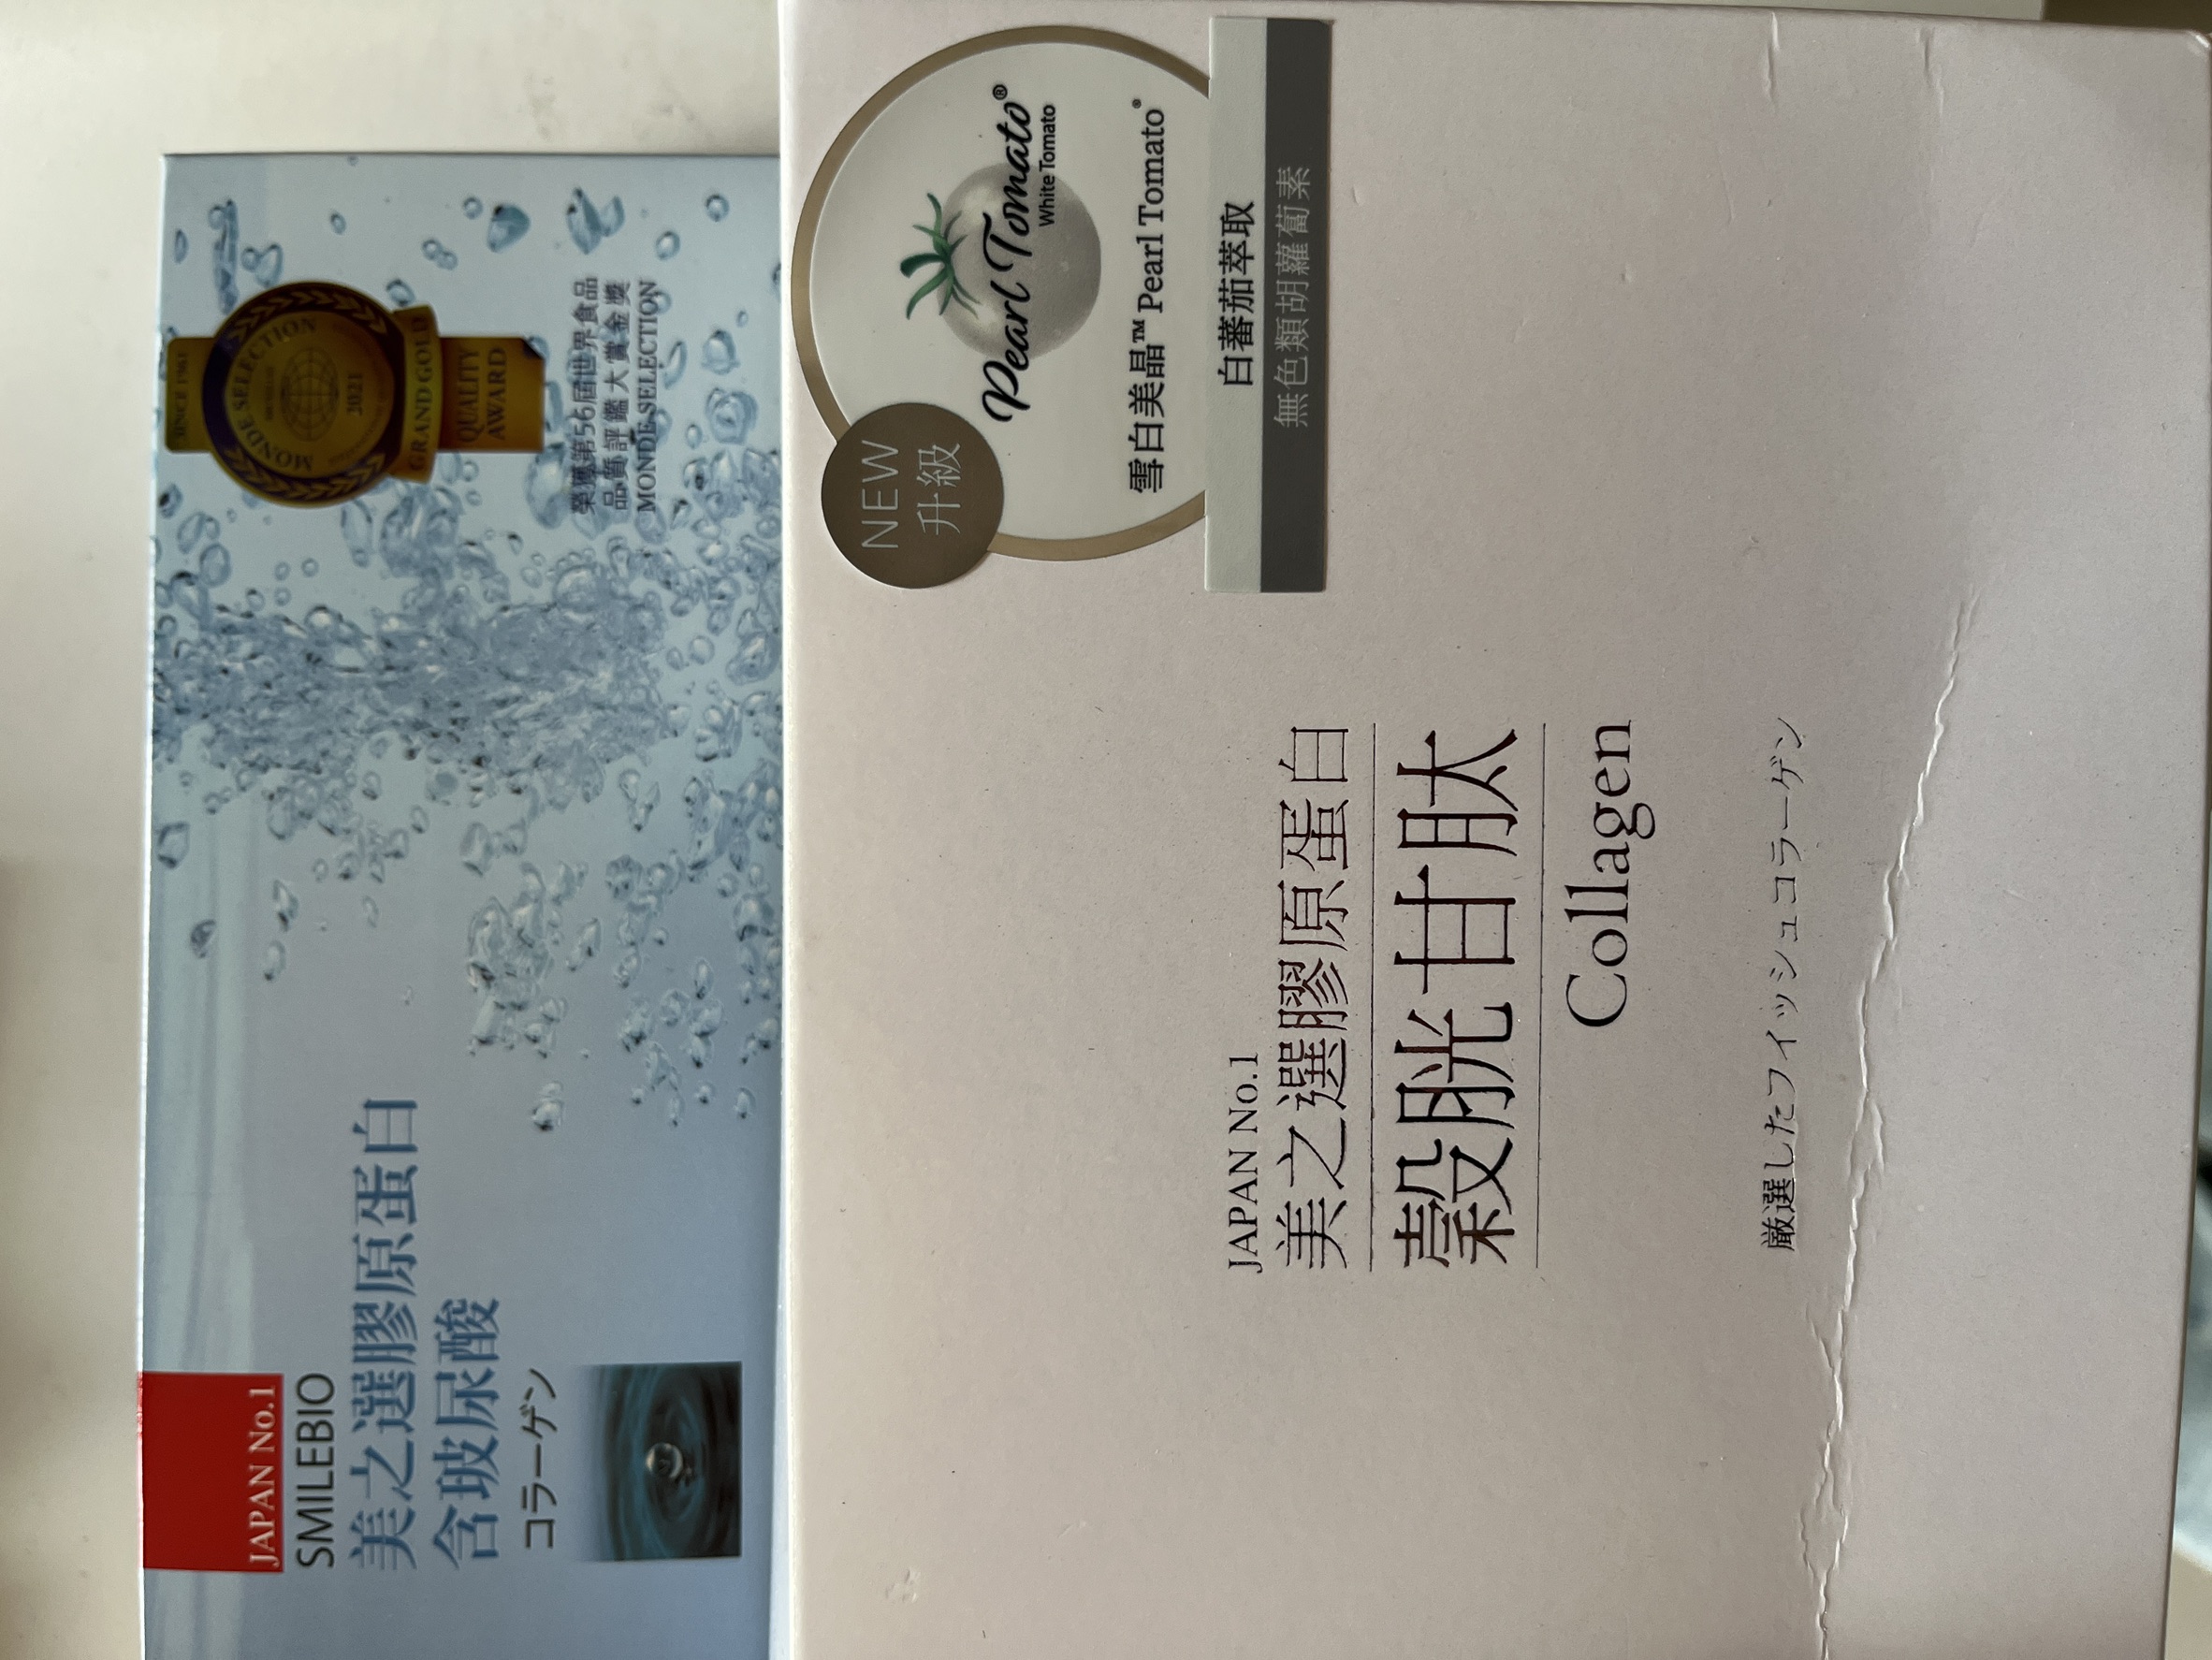 JAPAN No.1
SMILEBIO
美之選膠原蛋白
含玻尿酸
コラーゲン
SINCE 1961
MONDE SELECTION
2021
GRAND GOLD
QUALITY
AWARD
榮獲第56屆世界食品
品質評鑑大賞金獎
MONDE SELECTION
NEW
升級
Pearl Tomato®
White Tomato
雪白美晶™ Pearl Tomato®
白蕃茄萃取
無色類胡蘿蔔素
JAPAN No.1
美之選膠原蛋白
穀胱甘肽
Collagen
厳選したフィッシュコラーゲン